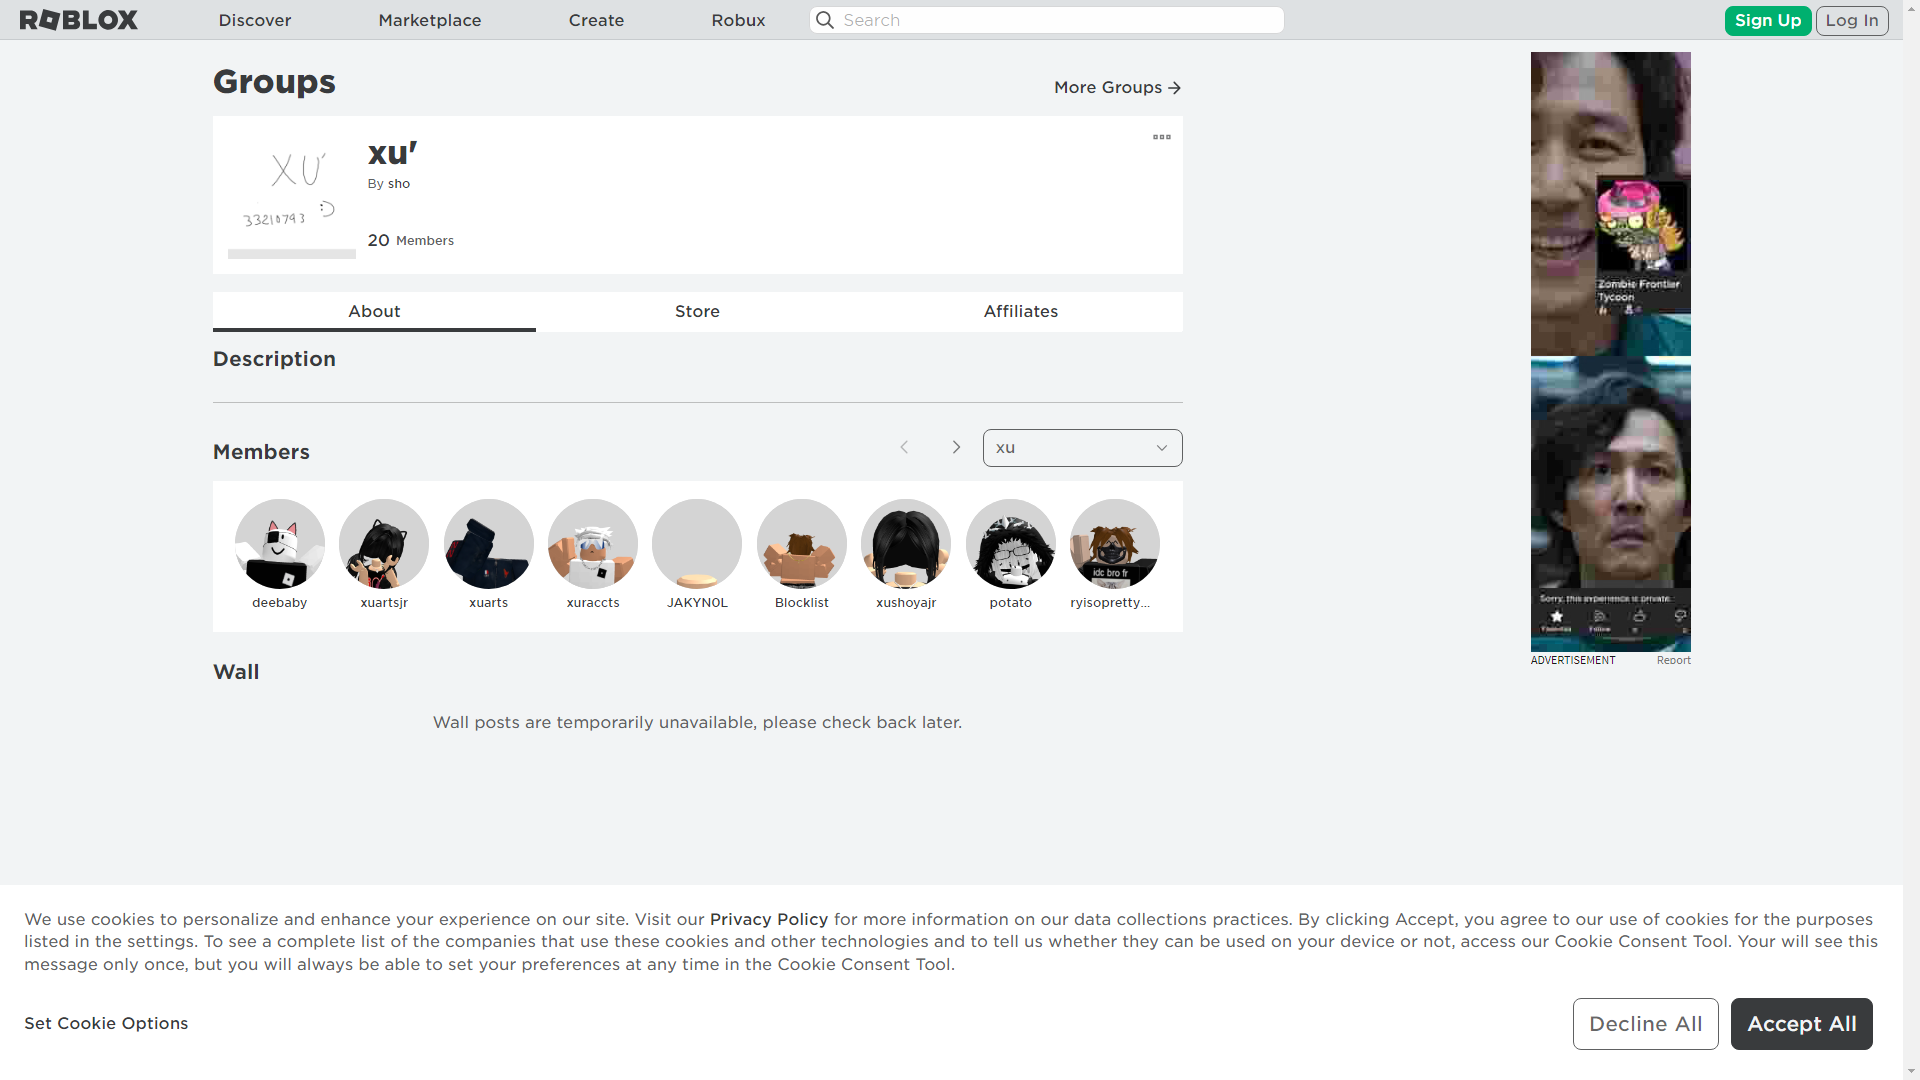 ROBLOX Discover Marketplace Create Robux Search Sign Up Log In
Groups
More Groups
XU'
33210793 :)
xu'
By sho
20 Members
About Store Affiliates
Description
Members
xu
idc bro fr
deebaby xuartsjr xuarts xuraccts JAKYN0L Blocklist xushoyajr potato ryisopretty...
Wall
Wall posts are temporarily unavailable, please check back later.
Zombie Frontier
Tycoon
Sorry, this experience is private.
Favorites Follow
ADVERTISEMENT Report
We use cookies to personalize and enhance your experience on our site. Visit our Privacy Policy for more information on our data collections practices. By clicking Accept, you agree to our use of cookies for the purposes
listed in the settings. To see a complete list of the companies that use these cookies and other technologies and to tell us whether they can be used on your device or not, access our Cookie Consent Tool. Your will see this
message only once, but you will always be able to set your preferences at any time in the Cookie Consent Tool.
Set Cookie Options
Decline All
Accept All